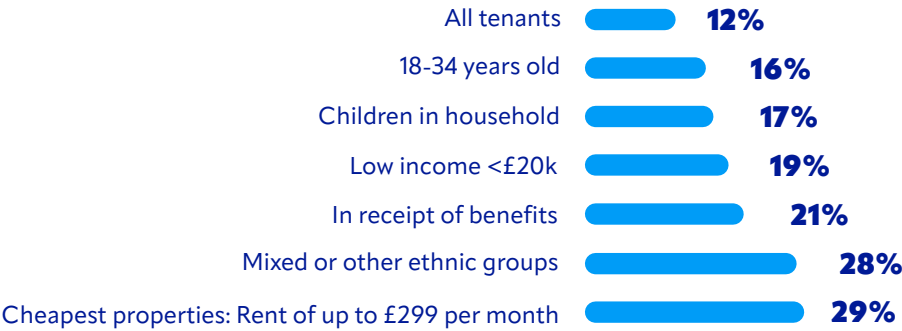 All tenants 12%
18-34 years old 16%
Children in household 17%
Low income <£20k 19%
In receipt of benefits 21%
Mixed or other ethnic groups 28%
Cheapest properties: Rent of up to £299 per month 29%